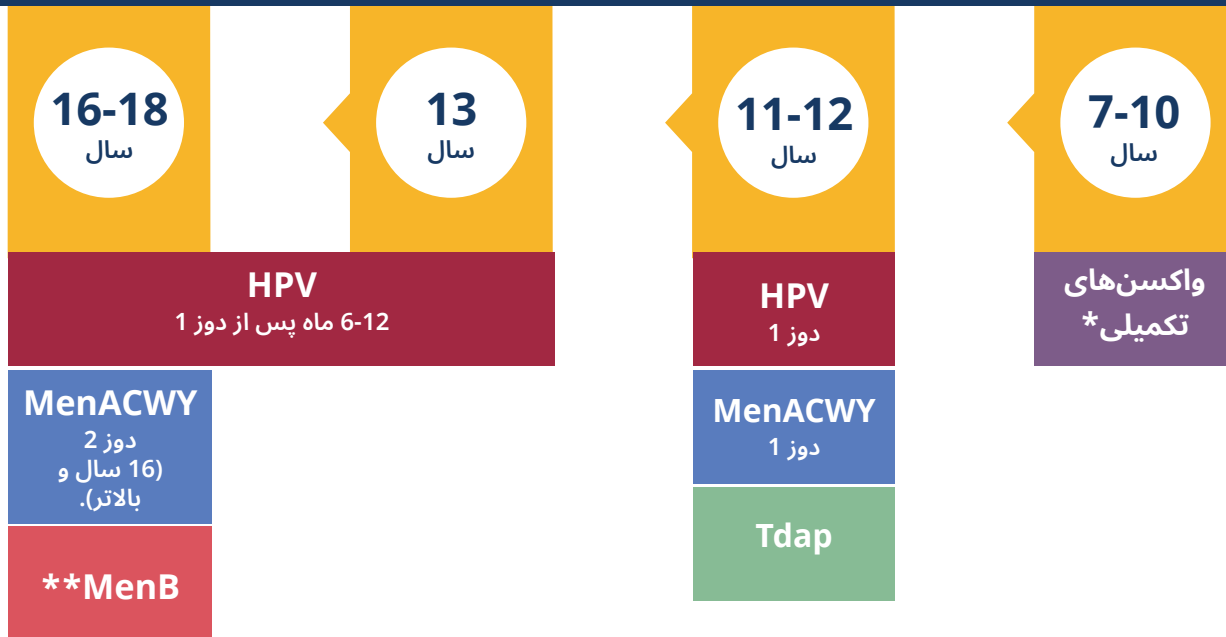 7-10
سال
11-12
سال
13
سال
16-18
سال
واکسن‌های
تکمیلی*
HPV
دوز 1
HPV
6-12 ماه پس از دوز 1
MenACWY
دوز 1
MenACWY
دوز 2
(16 سال و
بالاتر).
Tdap
**MenB